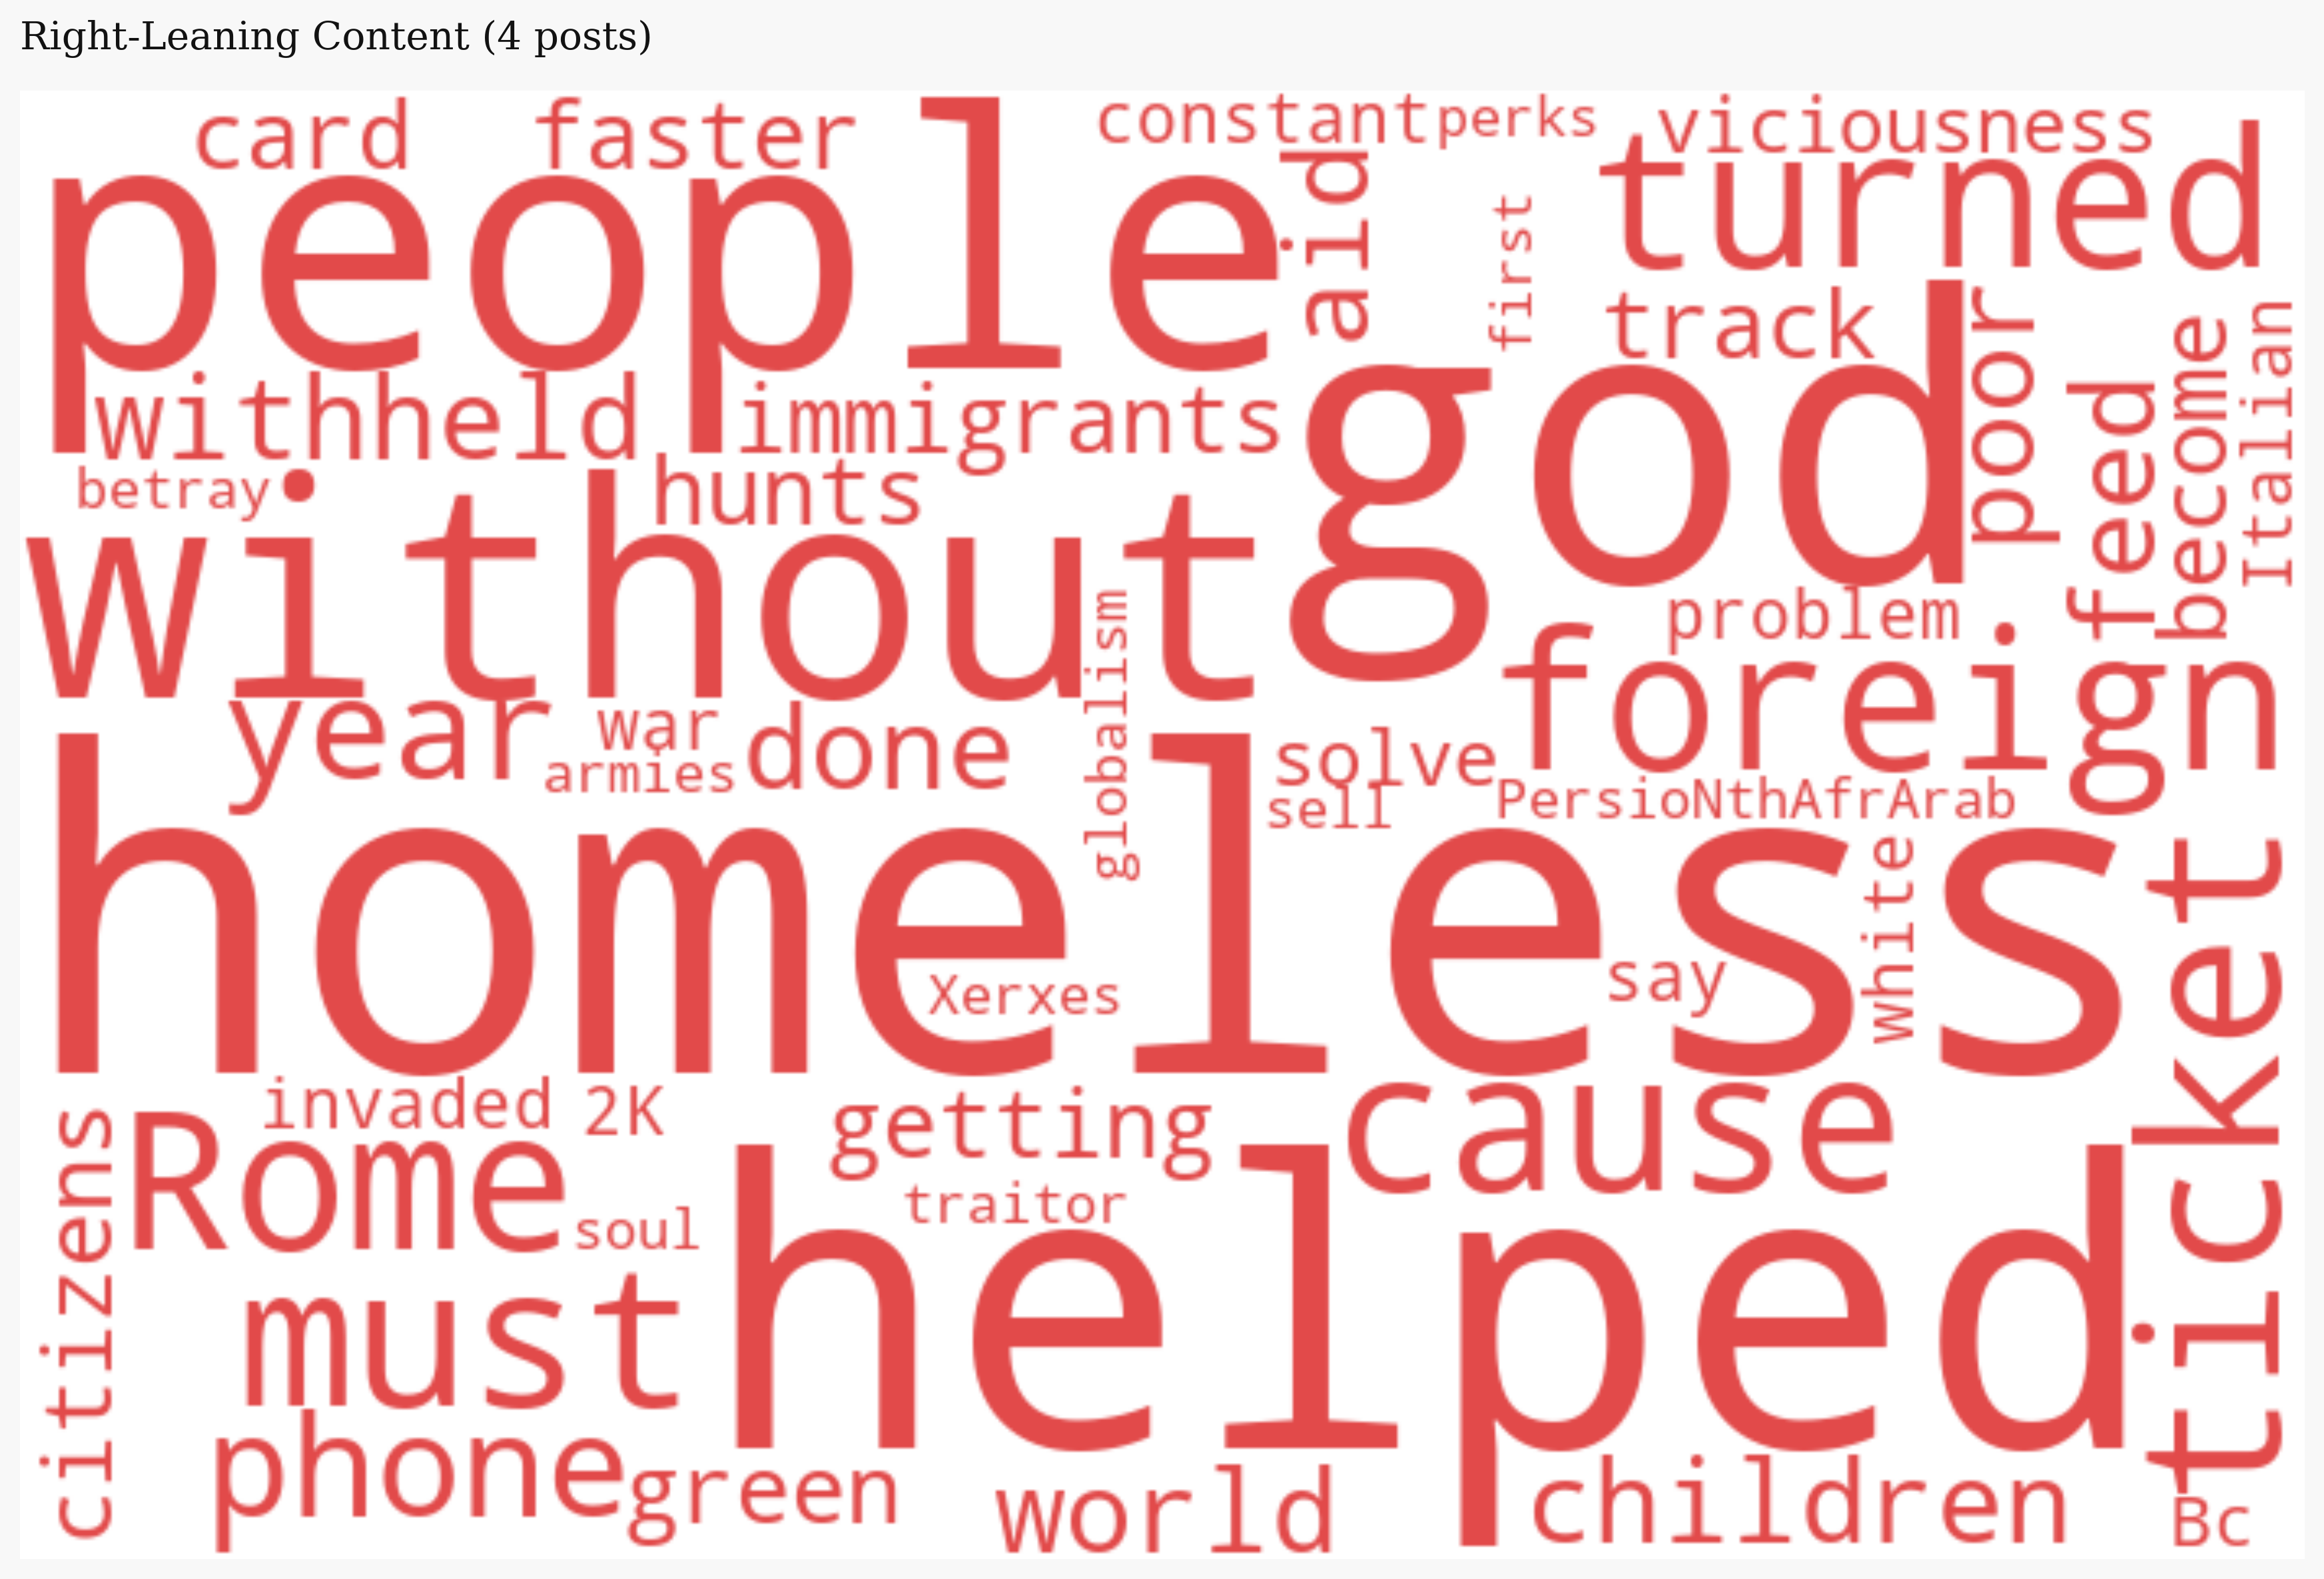 Right-Leaning Content (4 posts)
card faster constant perks viciousness
people aid first turned
track
withheld immigrants god poor feed become Italian
betray hunts
without globalism problem
foreign
year war done solve
armies sell PersioNthAfrArab
homeless white
Xerxes say
invaded 2K getting cause ticket
citizens Rome soul traitor
must helped
phone green world children Bc